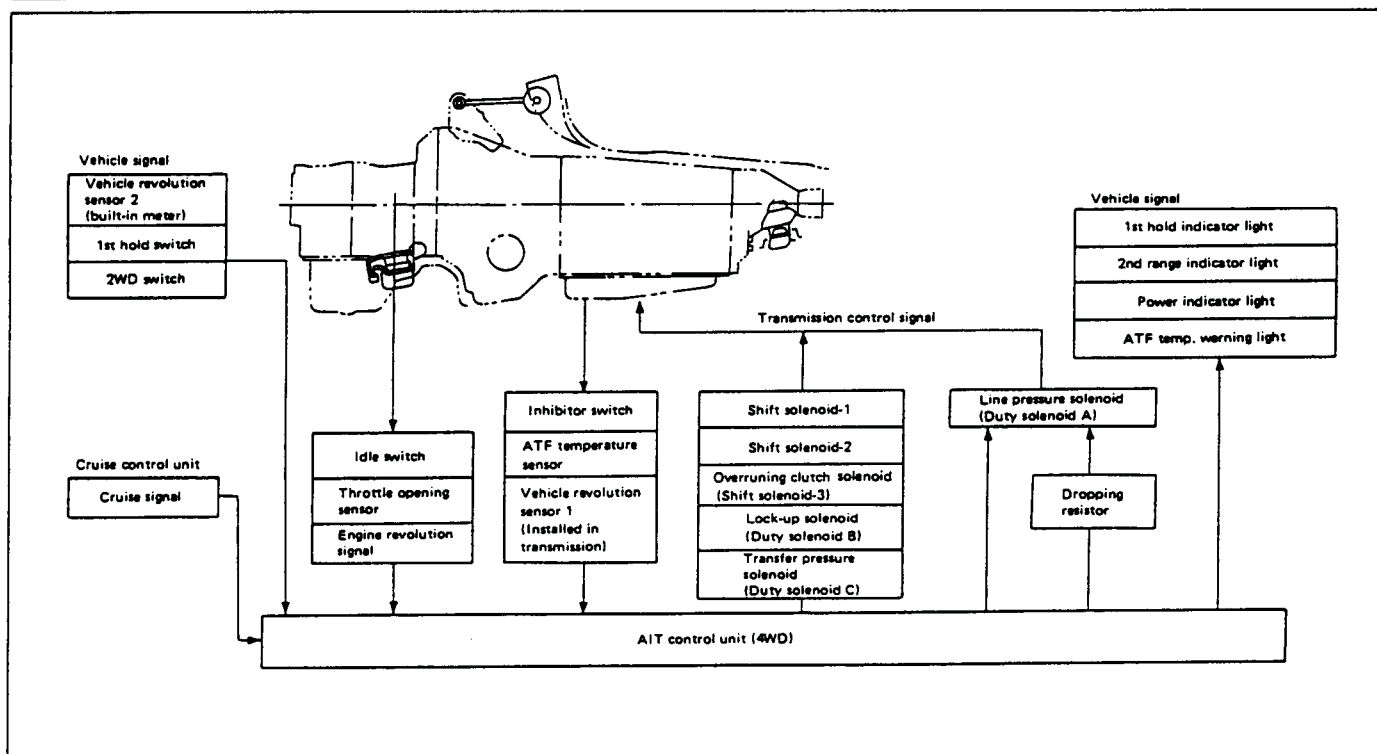 Vehicle signal
Vehicle revolution
sensor 2
(built-in meter)
1st hold switch
2WD switch
Cruise control unit
Cruise signal
Idle switch
Throttle opening
sensor
Engine revolution
signal
Inhibitor switch
ATF temperature
sensor
Vehicle revolution
sensor 1
(Installed in
transmission)
Transmission control signal
Shift solenoid-1
Shift solenoid-2
Overruning clutch solenoid
(Shift solenoid-3)
Lock-up solenoid
(Duty solenoid B)
Transfer pressure
solenoid
(Duty solenoid C)
Line pressure solenoid
(Duty solenoid A)
Dropping
resistor
Vehicle signal
1st hold indicator light
2nd range indicator light
Power indicator light
ATF temp. warning light
AIT control unit (4WD)